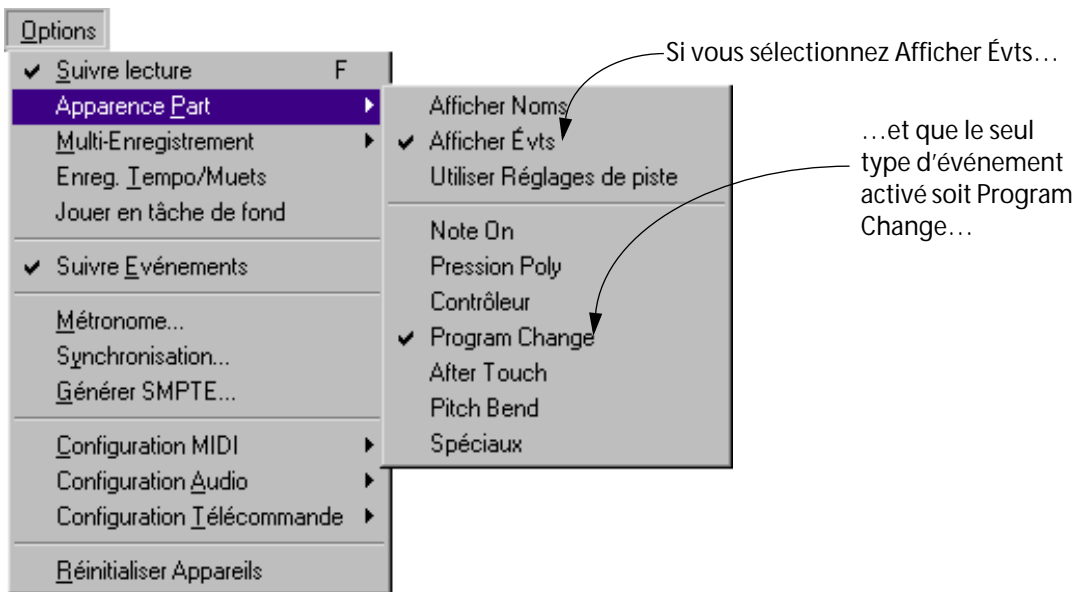 Options
✓ Suivre lecture F
Apparence Part
Multi-Enregistrement
Enreg. Tempo/Muets
Jouer en tâche de fond
✓ Suivre Evénements
Métronome...
Synchronisation...
Générer SMPTE...
Configuration MIDI
Configuration Audio
Configuration Télécommande
Réinitialiser Appareils
Afficher Noms
✓ Afficher Évts
Utiliser Réglages de piste
Note On
Pression Poly
Contrôleur
✓ Program Change
After Touch
Pitch Bend
Spéciaux
Si vous sélectionnez Afficher Évts…
…et que le seul
type d’événement
activé soit Program
Change…